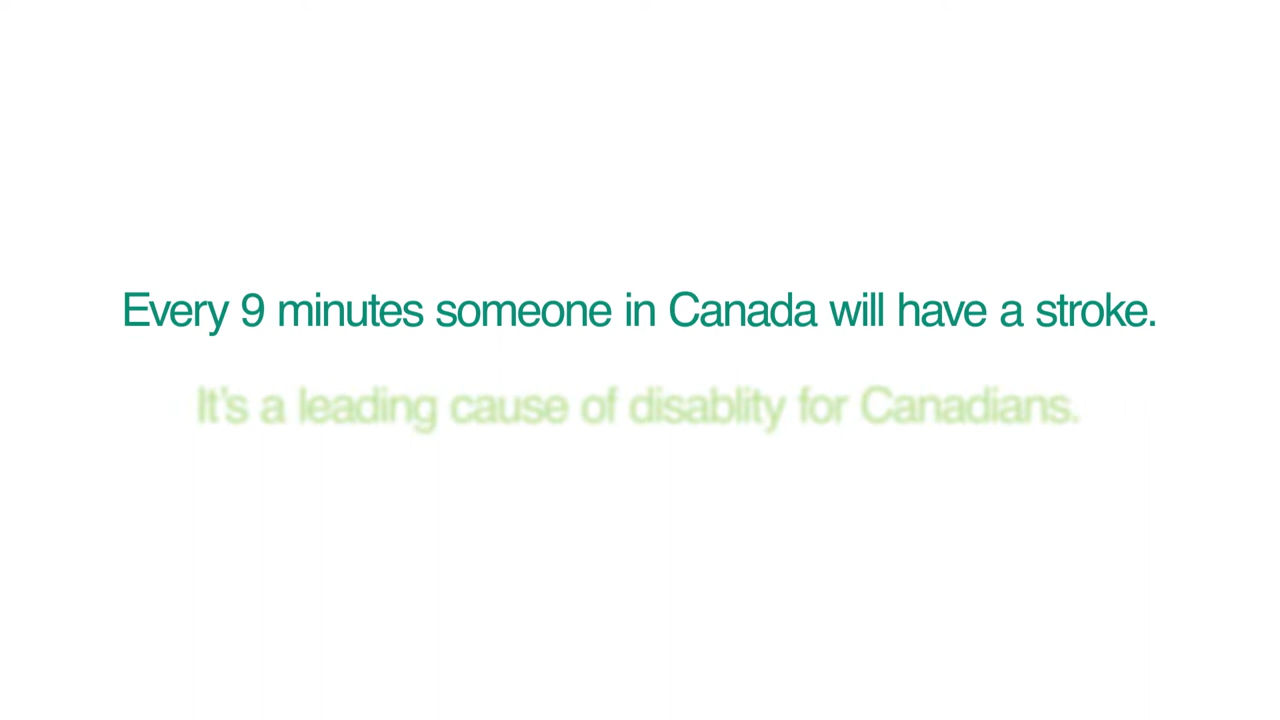 Every 9 minutes someone in Canada will have a stroke.
It's a leading cause of disablity for Canadians.